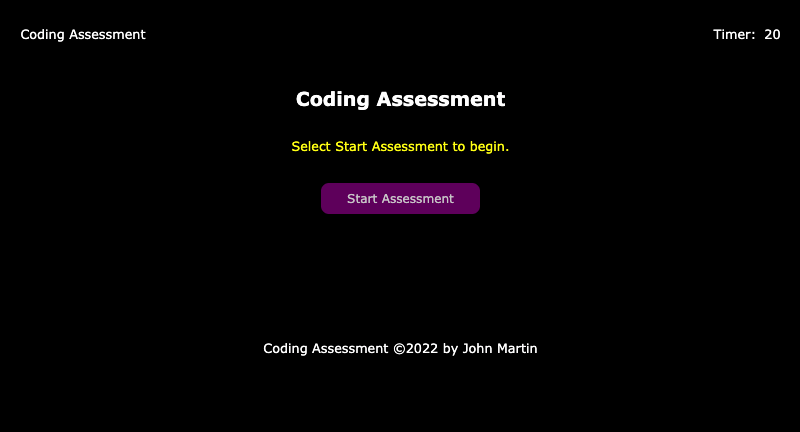 Coding Assessment
Timer: 20
Coding Assessment
Select Start Assessment to begin.
Start Assessment
Coding Assessment ©2022 by John Martin